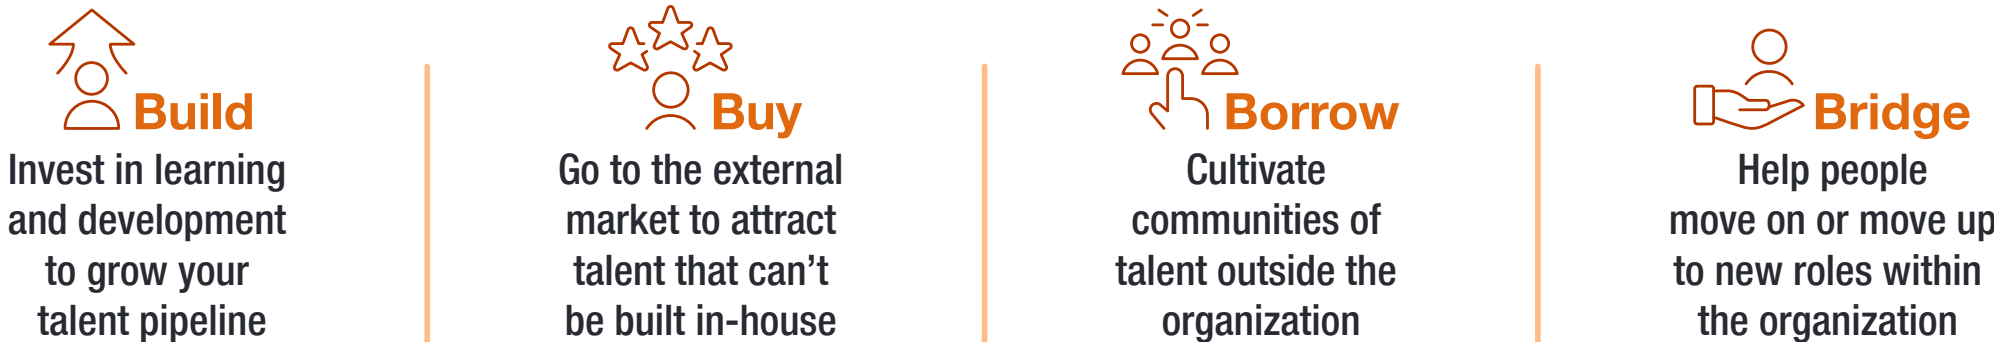 Build
Invest in learning
and development
to grow your
talent pipeline
Buy
Go to the external
market to attract
talent that can’t
be built in-house
Borrow
Cultivate
communities of
talent outside the
organization
Bridge
Help people
move on or move up
to new roles within
the organization